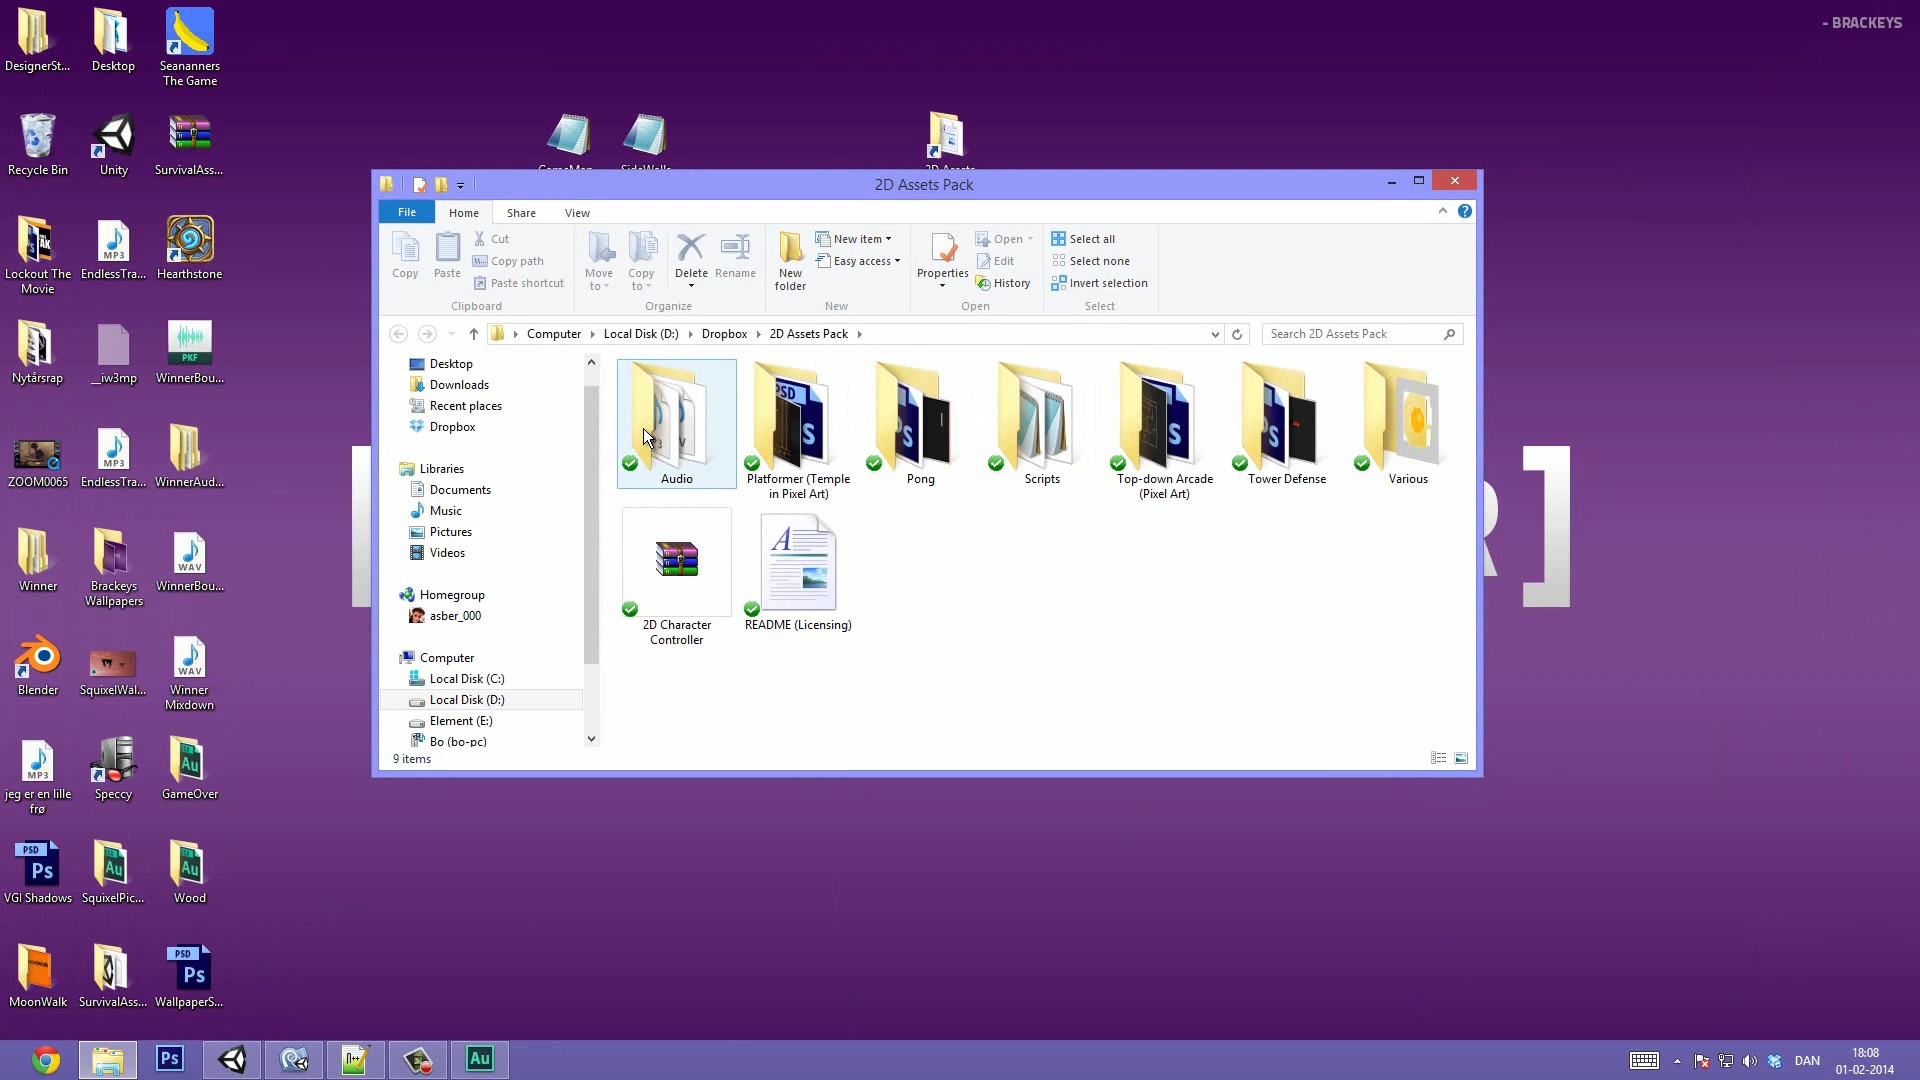 - BRACKEYS
DesignerSt...
Desktop
Seananners
The Game
Recycle Bin
Unity
SurvivalAss...
Lockout The
Movie
EndlessTra...
Hearthstone
Nytårsrap
__iw3mp
WinnerBou...
ZOOM0065
EndlessTra...
WinnerAud...
Winner
Brackeys
Wallpapers
WinnerBou...
Blender
SquixelWal...
Winner
Mixdown
jeg er en lille
frø
Speccy
GameOver
VGI Shadows
SquixelPic...
Wood
MoonWalk
SurvivalAss...
WallpaperS...
2D Assets Pack
File
Home
Share
View
Copy
Paste
Cut
Copy path
Paste shortcut
Clipboard
Move
to
Copy
to
Delete
Rename
Organize
New
folder
New item
Easy access
New
Properties
Open
Edit
History
Open
Select all
Select none
Invert selection
Select
Computer
Local Disk (D:)
Dropbox
2D Assets Pack
Search 2D Assets Pack
Desktop
Downloads
Recent places
Dropbox
Libraries
Documents
Music
Pictures
Videos
Homegroup
asber_000
Computer
Local Disk (C:)
Local Disk (D:)
Element (E:)
Bo (bo-pc)
Audio
Platformer (Temple
in Pixel Art)
Pong
Scripts
Top-down Arcade
(Pixel Art)
Tower Defense
Various
2D Character
Controller
README (Licensing)
9 items
DAN
18:08
01-02-2014